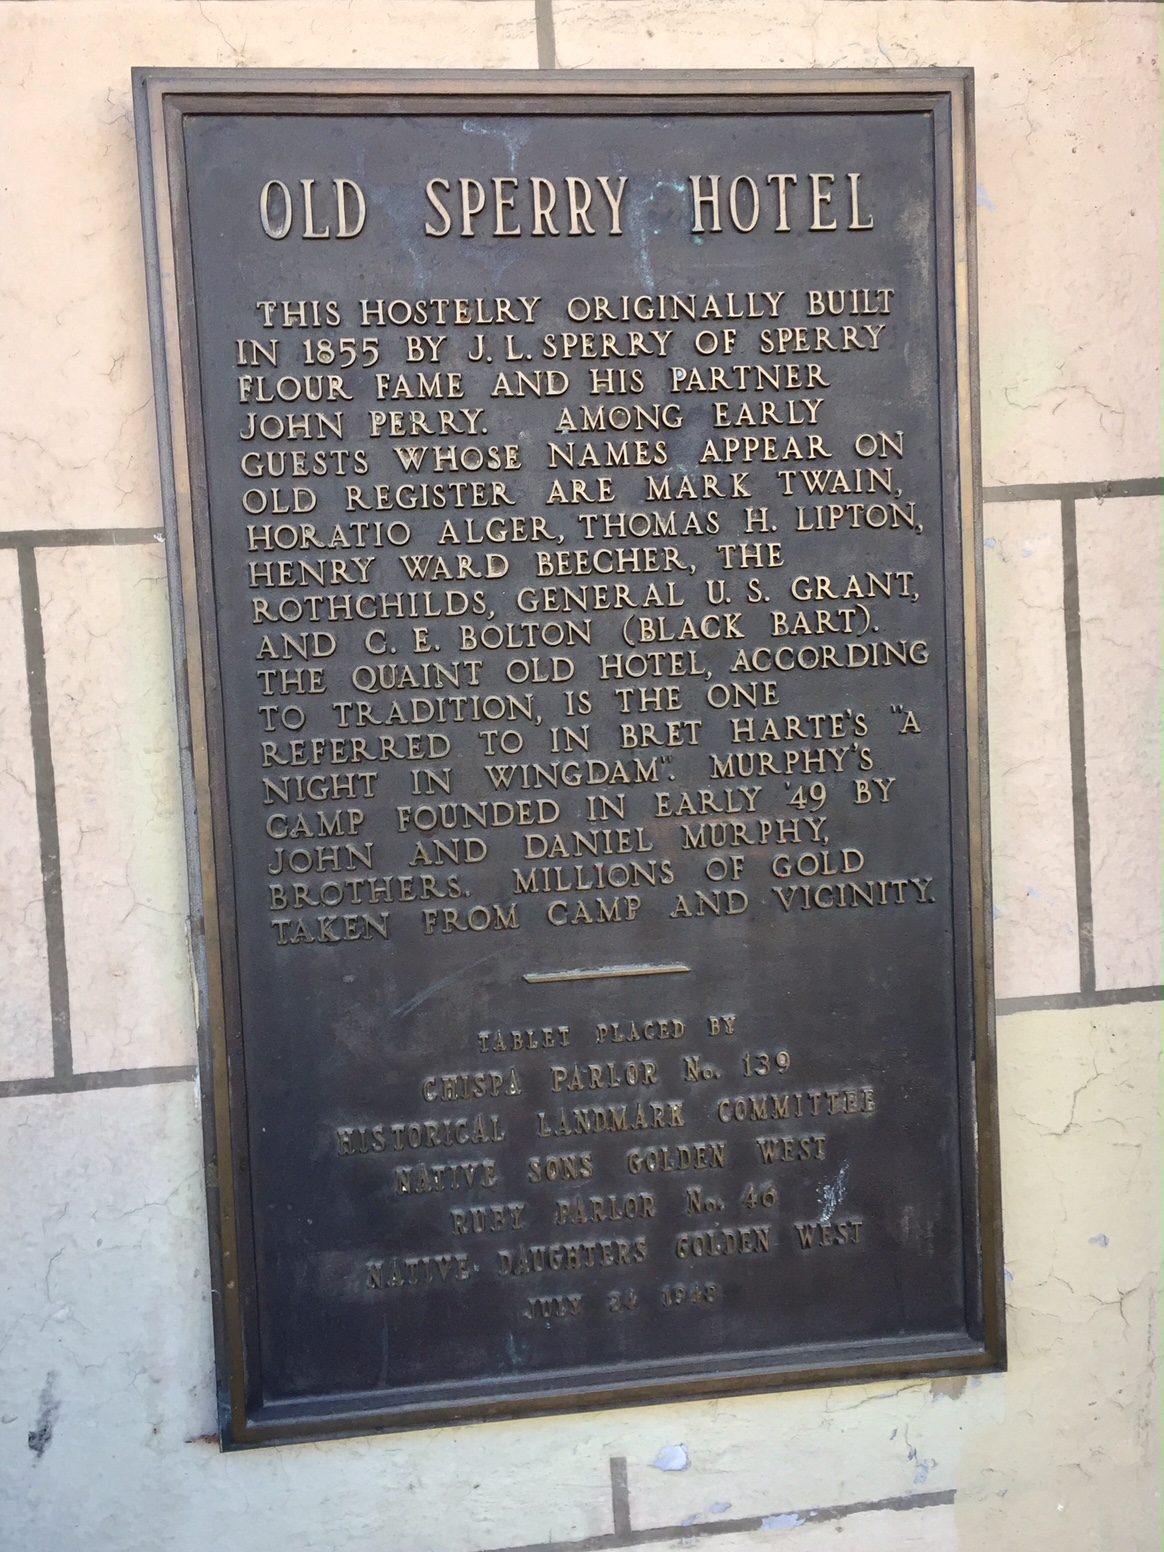 OLD SPERRY HOTEL
THIS HOSTELRY ORIGINALLY BUILT
IN 1855 BY J. L. SPERRY OF SPERRY
FLOUR FAME AND HIS PARTNER
JOHN PERRY. AMONG EARLY
GUESTS WHOSE NAMES APPEAR ON
OLD REGISTER ARE MARK TWAIN,
HORATIO ALGER, THOMAS H. LIPTON,
HENRY WARD BEECHER, THE
ROTHCHILDS, GENERAL U. S. GRANT,
AND C. E. BOLTON (BLACK BART).
THE QUAINT OLD HOTEL, ACCORDING
TO TRADITION, IS THE ONE
REFERRED TO IN BRET HARTE'S "A
NIGHT IN WINGDAM". MURPHY'S
CAMP FOUNDED IN EARLY '49 BY
JOHN AND DANIEL MURPHY,
BROTHERS. MILLIONS OF GOLD
TAKEN FROM CAMP AND VICINITY.
TABLET PLACED BY
CHISPA PARLOR No. 139
HISTORICAL LANDMARK COMMITTEE
NATIVE SONS GOLDEN WEST
RUBY PARLOR No. 46
NATIVE DAUGHTERS GOLDEN WEST
JULY 24 1948